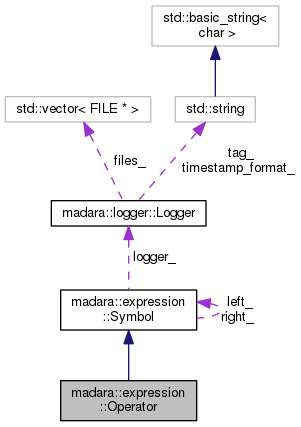 std::basic_string<
char >
std::vector< FILE * >
std::string
files_
tag_
timestamp_format_
madara::logger::Logger
logger_
madara::expression
::Symbol
left_
right_
madara::expression
::Operator